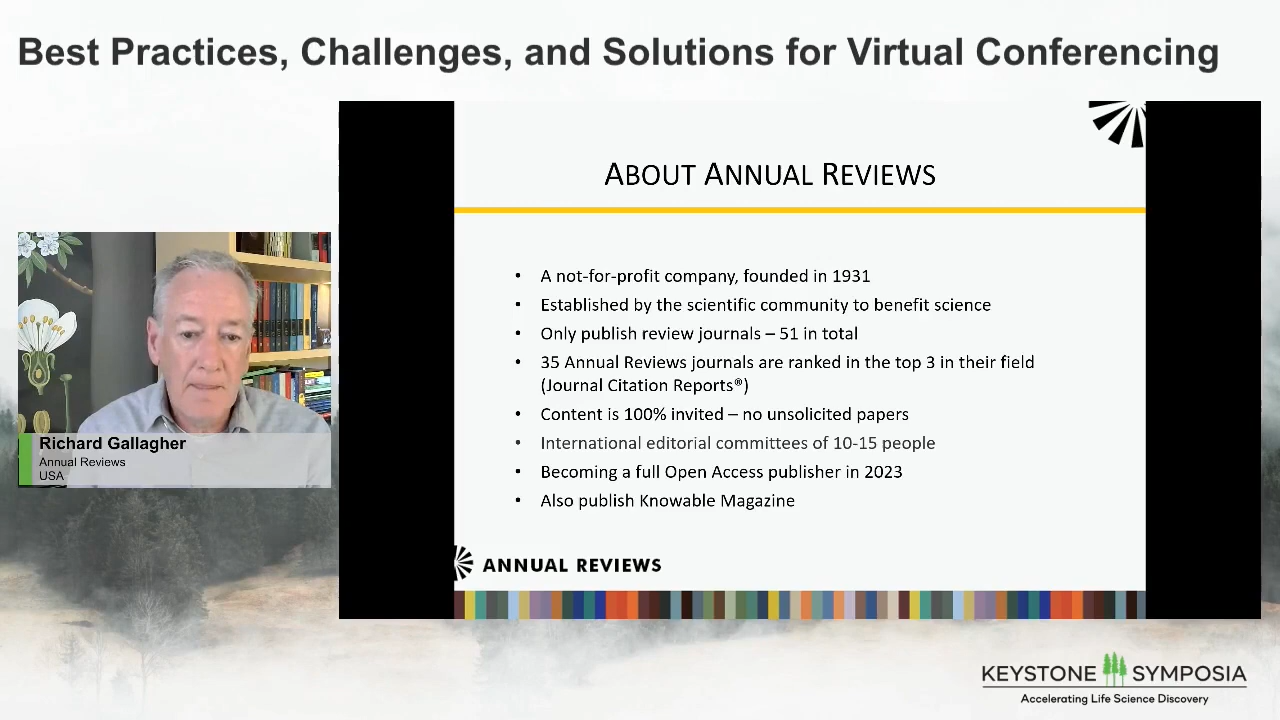 Best Practices, Challenges, and Solutions for Virtual Conferencing
ABOUT ANNUAL REVIEWS
• A not-for-profit company, founded in 1931
• Established by the scientific community to benefit science
• Only publish review journals – 51 in total
• 35 Annual Reviews journals are ranked in the top 3 in their field
(Journal Citation Reports®)
• Content is 100% invited – no unsolicited papers
• International editorial committees of 10-15 people
• Becoming a full Open Access publisher in 2023
• Also publish Knowable Magazine
ANNUAL REVIEWS
Richard Gallagher
Annual Reviews
USA
KEYSTONE SYMPOSIA
Accelerating Life Science Discovery